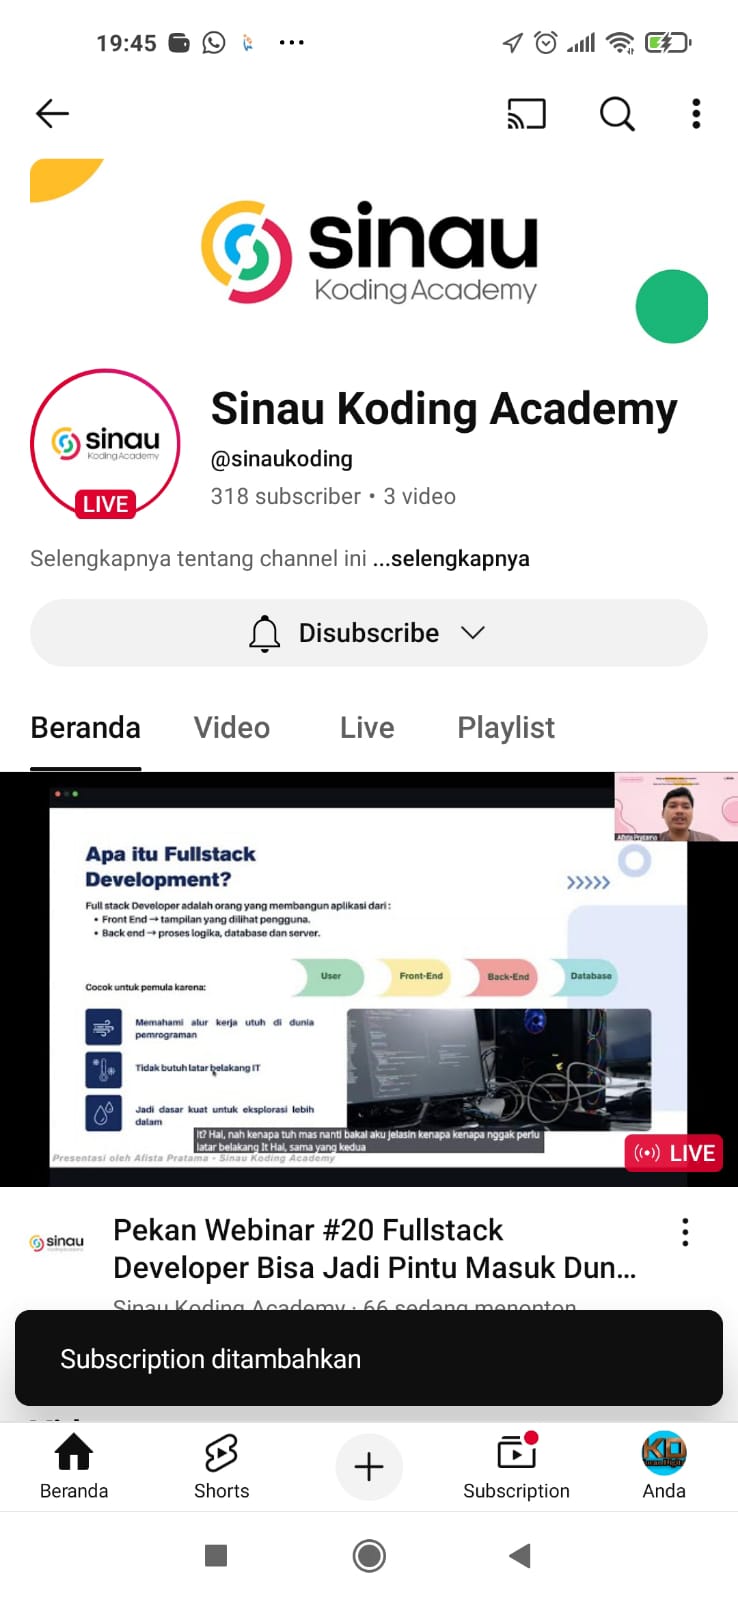 19:45
sinau
Koding Academy
sinau
Koding Academy
LIVE
Sinau Koding Academy
@sinaukoding
318 subscriber • 3 video
Selengkapnya tentang channel ini ...selengkapnya
Disubscribe
Beranda Video Live Playlist
Afista Pratama
Apa itu Fullstack
Development?
Full stack Developer adalah orang yang membangun aplikasi dari :
• Front End → tampilan yang dilihat pengguna.
• Back end → proses logika, database dan server.
User Front-End Back-End Database
Cocok untuk pemula karena:
Memahami alur kerja utuh di dunia
pemrograman
Tidak butuh latar belakang IT
Jadi dasar kuat untuk eksplorasi lebih
dalam
It? Hal, nah kenapa tuh mas nanti bakal aku jelasin kenapa kenapa nggak perlu
latar belakang It Hal, sama yang kedua
Presentasi oleh Afista Pratama - Sinau Koding Academy
LIVE
sinau
Pekan Webinar #20 Fullstack
Developer Bisa Jadi Pintu Masuk Dun...
Sinau Koding Academy · 66 sedang menonton
Subscription ditambahkan
KD
Beranda Shorts Subscription Anda